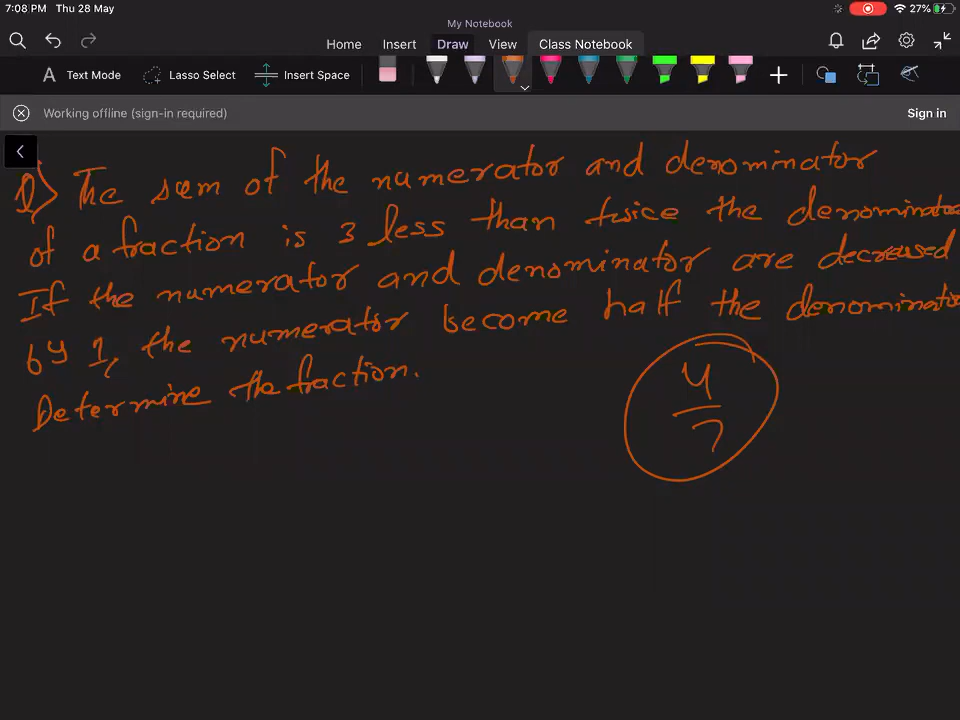 7:08 PM Thu 28 May
27%
My Notebook
Home Insert Draw View Class Notebook
Text Mode Lasso Select Insert Space
Working offline (sign-in required) Sign in
Q) The sum of the numerator and denominator
of a fraction is 3 less than twice the denominator
If the numerator and denominator are decreased
by 1, the numerator become half the denominator
Determine the fraction.
4
7